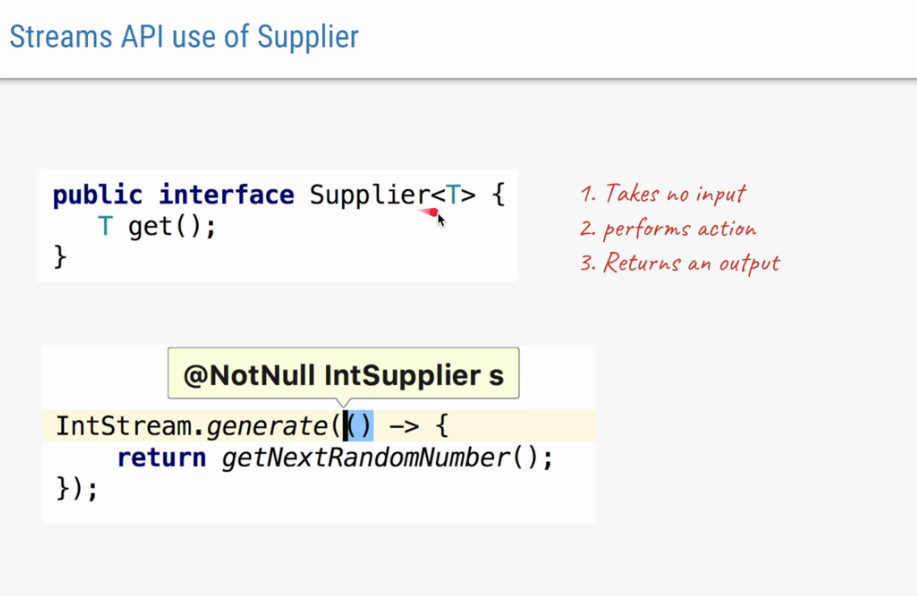 Streams API use of Supplier
public interface Supplier<T> {
    T get();
}
1. Takes no input
2. performs action
3. Returns an output
@NotNull IntSupplier s
IntStream.generate(() -> {
    return getNextRandomNumber();
});